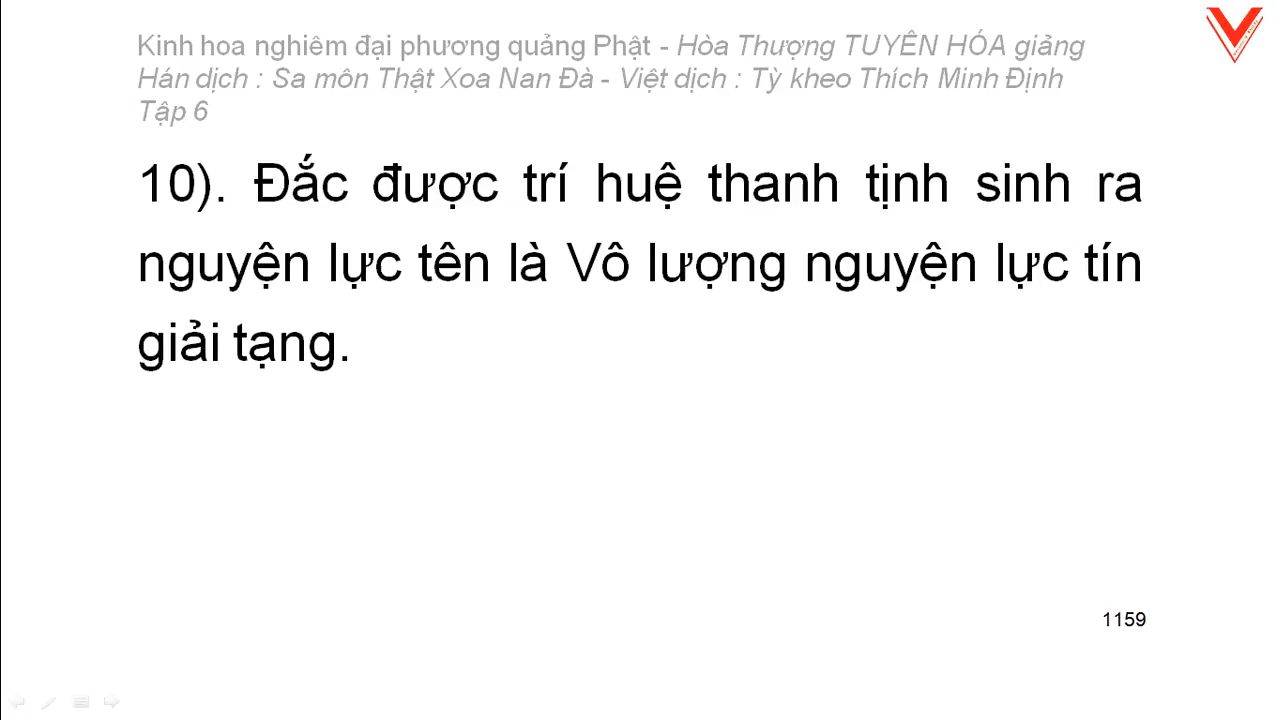 Kinh hoa nghiêm đại phương quảng Phật - Hòa Thượng TUYÊN HÓA giảng
Hán dịch : Sa môn Thật Xoa Nan Đà - Việt dịch : Tỳ kheo Thích Minh Định
Tập 6
10). Đắc được trí huệ thanh tịnh sinh ra
nguyện lực tên là Vô lượng nguyện lực tín
giải tạng.
1159